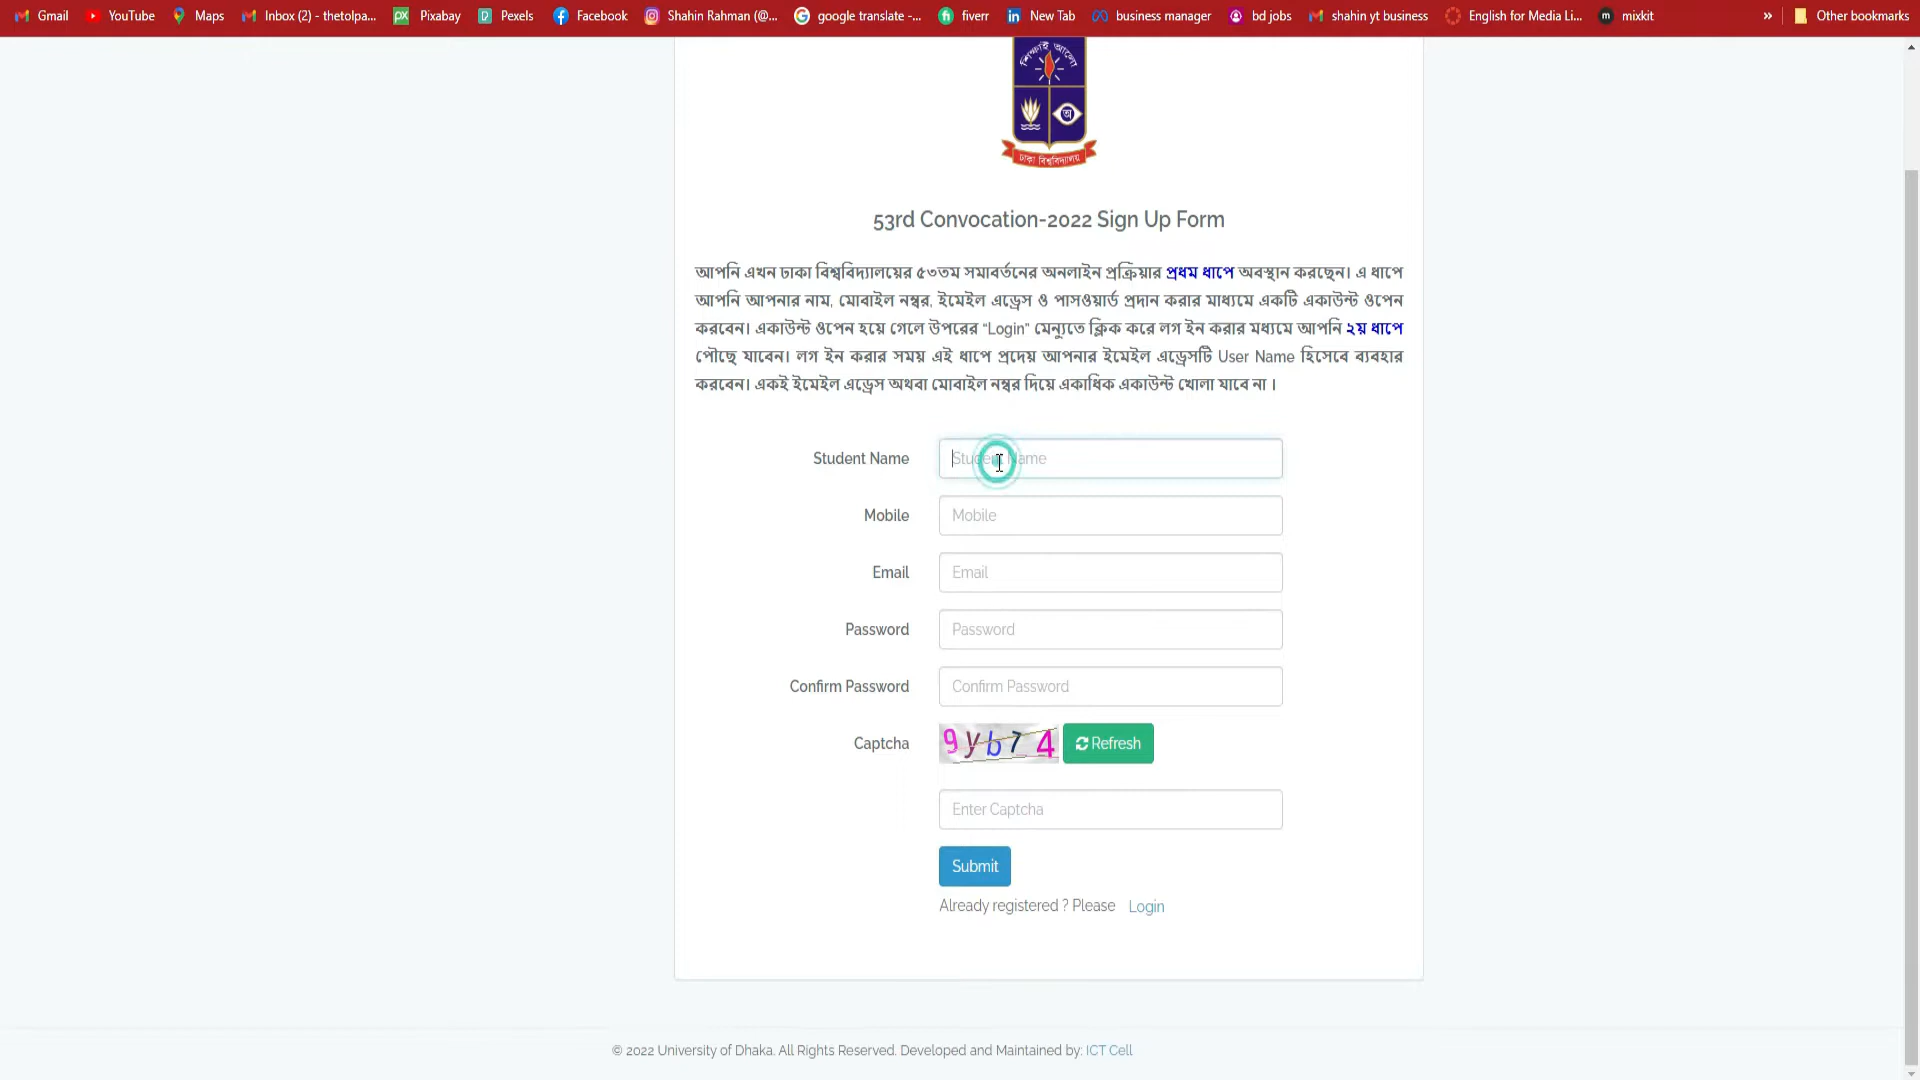 Gmail YouTube Maps Inbox (2) - thetolpa... Pixabay Pexels Facebook Shahin Rahman (@... google translate -... fiverr New Tab business manager bd jobs shahin yt business English for Media Li... mixkit » Other bookmarks
শিক্ষাই আলো
ঢাকা বিশ্ববিদ্যালয়
53rd Convocation-2022 Sign Up Form
আপনি এখন ঢাকা বিশ্ববিদ্যালয়ের ৫৩তম সমাবর্তনের অনলাইন প্রক্রিয়ার প্রথম ধাপে অবস্থান করছেন। এ ধাপে
আপনি আপনার নাম, মোবাইল নম্বর, ইমেইল এড্রেস ও পাসওয়ার্ড প্রদান করার মাধ্যমে একটি একাউন্ট ওপেন
করবেন। একাউন্ট ওপেন হয়ে গেলে উপরের “Login” মেন্যুতে ক্লিক করে লগ ইন করার মধ্যমে আপনি ২য় ধাপে
পৌছে যাবেন। লগ ইন করার সময় এই ধাপে প্রদেয় আপনার ইমেইল এড্রেসটি User Name হিসেবে ব্যবহার
করবেন। একই ইমেইল এড্রেস অথবা মোবাইল নম্বর দিয়ে একাধিক একাউন্ট খোলা যাবে না ।
Student Name Student Name
Mobile Mobile
Email Email
Password Password
Confirm Password Confirm Password
Captcha 9yb74 Refresh
Enter Captcha
Submit
Already registered ? Please Login
© 2022 University of Dhaka. All Rights Reserved. Developed and Maintained by: ICT Cell